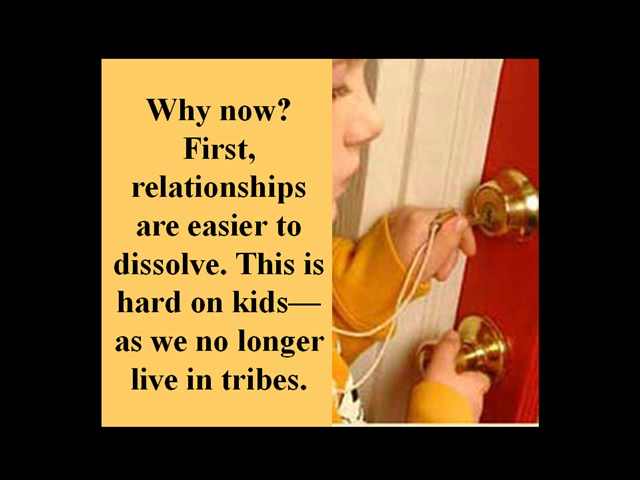 Why now?
First,
relationships
are easier to
dissolve. This is
hard on kids—
as we no longer
live in tribes.